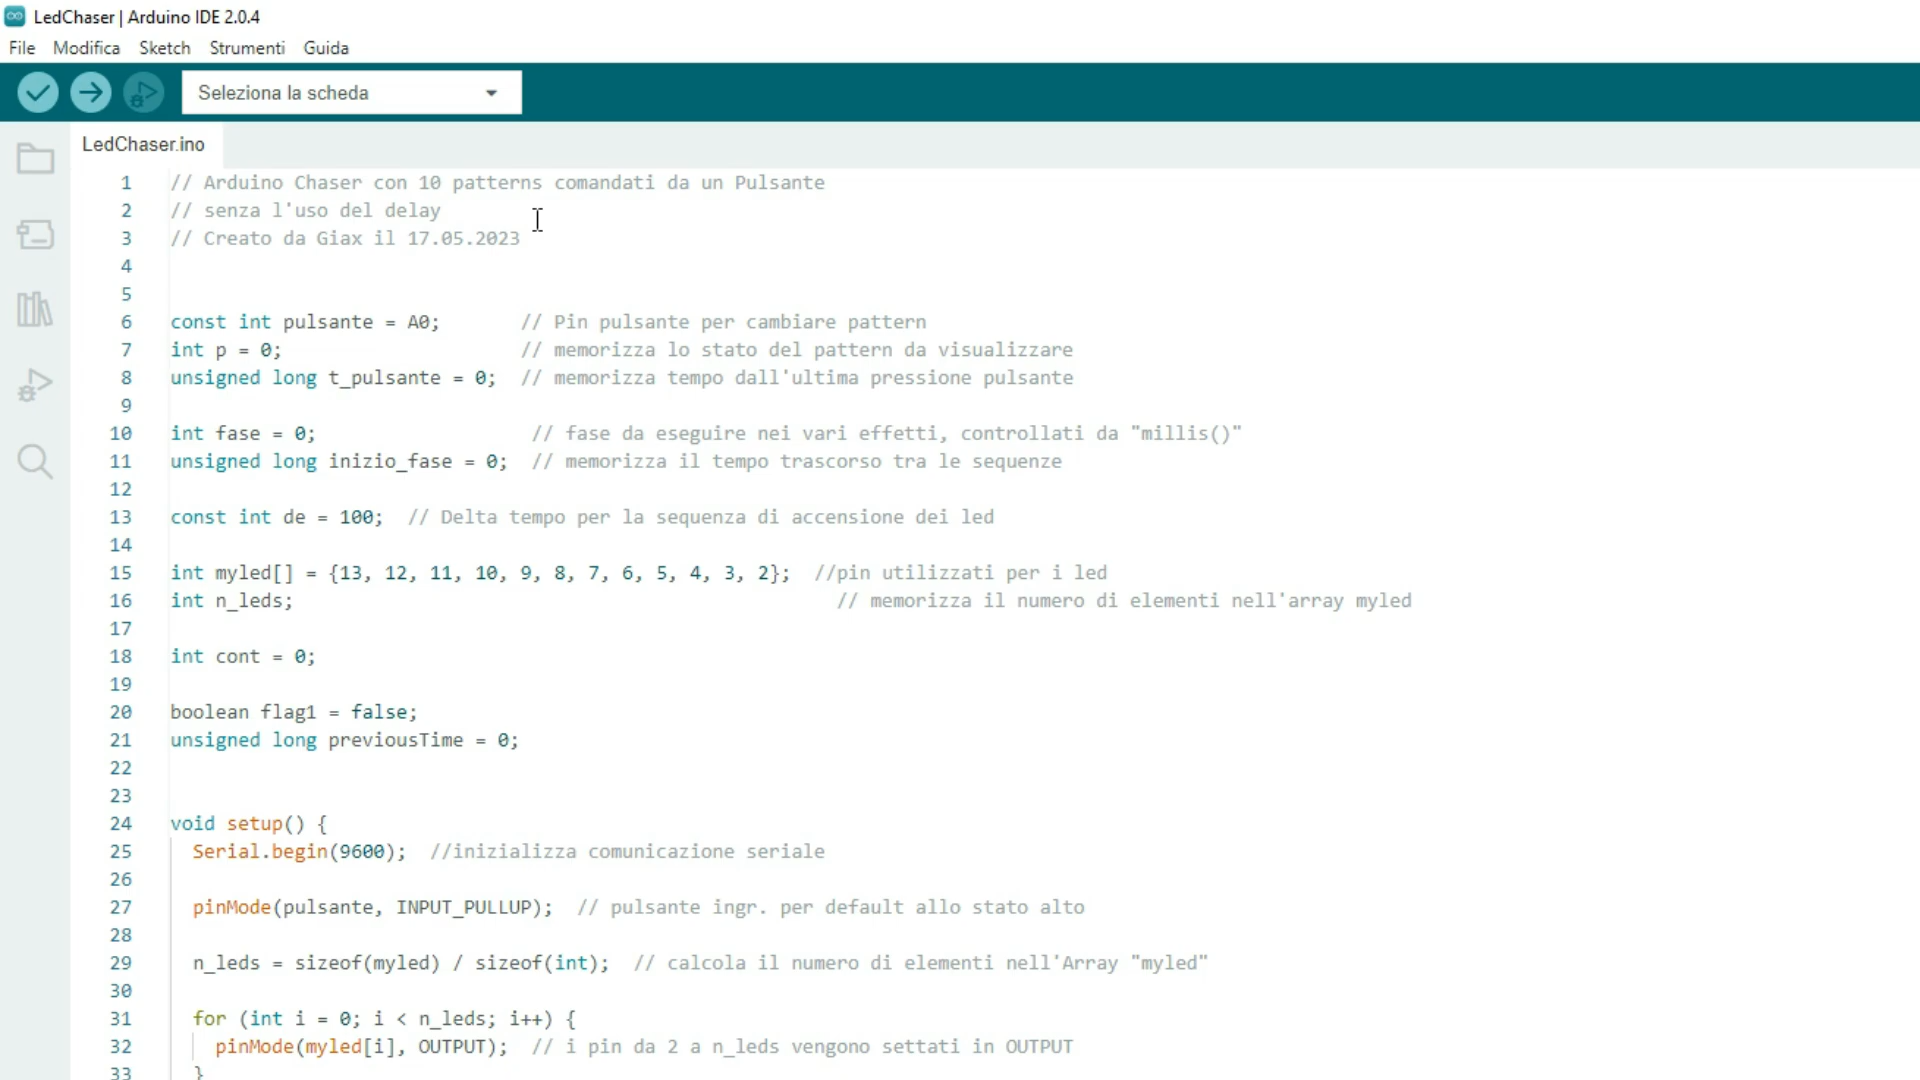 LedChaser | Arduino IDE 2.0.4
File Modifica Sketch Strumenti Guida
Seleziona la scheda
LedChaser.ino
1 // Arduino Chaser con 10 patterns comandati da un Pulsante
2 // senza l'uso del delay
3 // Creato da Giax il 17.05.2023
4
5
6 const int pulsante = A0; // Pin pulsante per cambiare pattern
7 int p = 0; // memorizza lo stato del pattern da visualizzare
8 unsigned long t_pulsante = 0; // memorizza tempo dall'ultima pressione pulsante
9
10 int fase = 0; // fase da eseguire nei vari effetti, controllati da "millis()"
11 unsigned long inizio_fase = 0; // memorizza il tempo trascorso tra le sequenze
12
13 const int de = 100; // Delta tempo per la sequenza di accensione dei led
14
15 int myled[] = {13, 12, 11, 10, 9, 8, 7, 6, 5, 4, 3, 2}; //pin utilizzati per i led
16 int n_leds; // memorizza il numero di elementi nell'array myled
17
18 int cont = 0;
19
20 boolean flag1 = false;
21 unsigned long previousTime = 0;
22
23
24 void setup() {
25 Serial.begin(9600); //inizializza comunicazione seriale
26
27 pinMode(pulsante, INPUT_PULLUP); // pulsante ingr. per default allo stato alto
28
29 n_leds = sizeof(myled) / sizeof(int); // calcola il numero di elementi nell'Array "myled"
30
31 for (int i = 0; i < n_leds; i++) {
32 pinMode(myled[i], OUTPUT); // i pin da 2 a n_leds vengono settati in OUTPUT
33 }